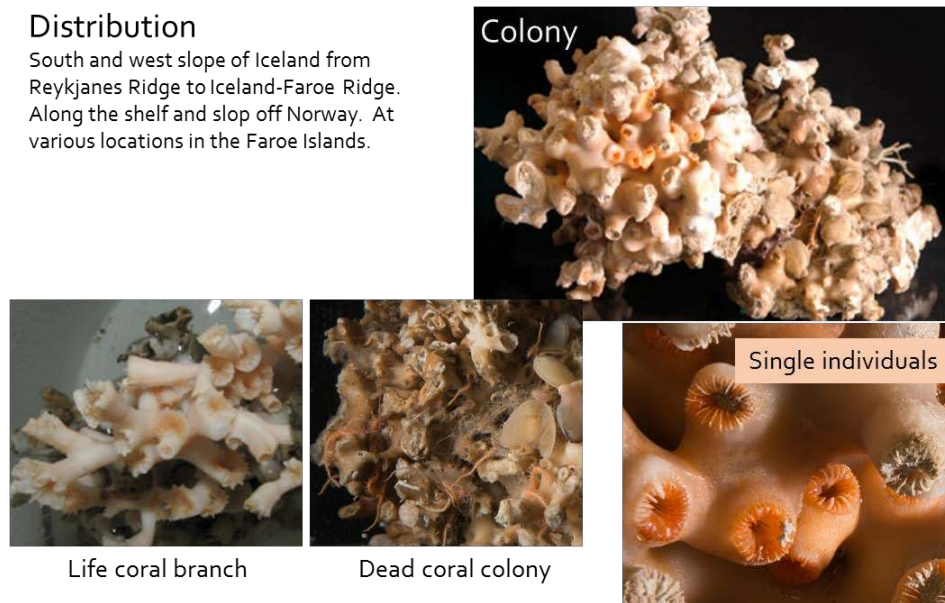 Distribution
South and west slope of Iceland from
Reykjanes Ridge to Iceland-Faroe Ridge.
Along the shelf and slop off Norway. At
various locations in the Faroe Islands.
Colony
Single individuals
Life coral branch
Dead coral colony